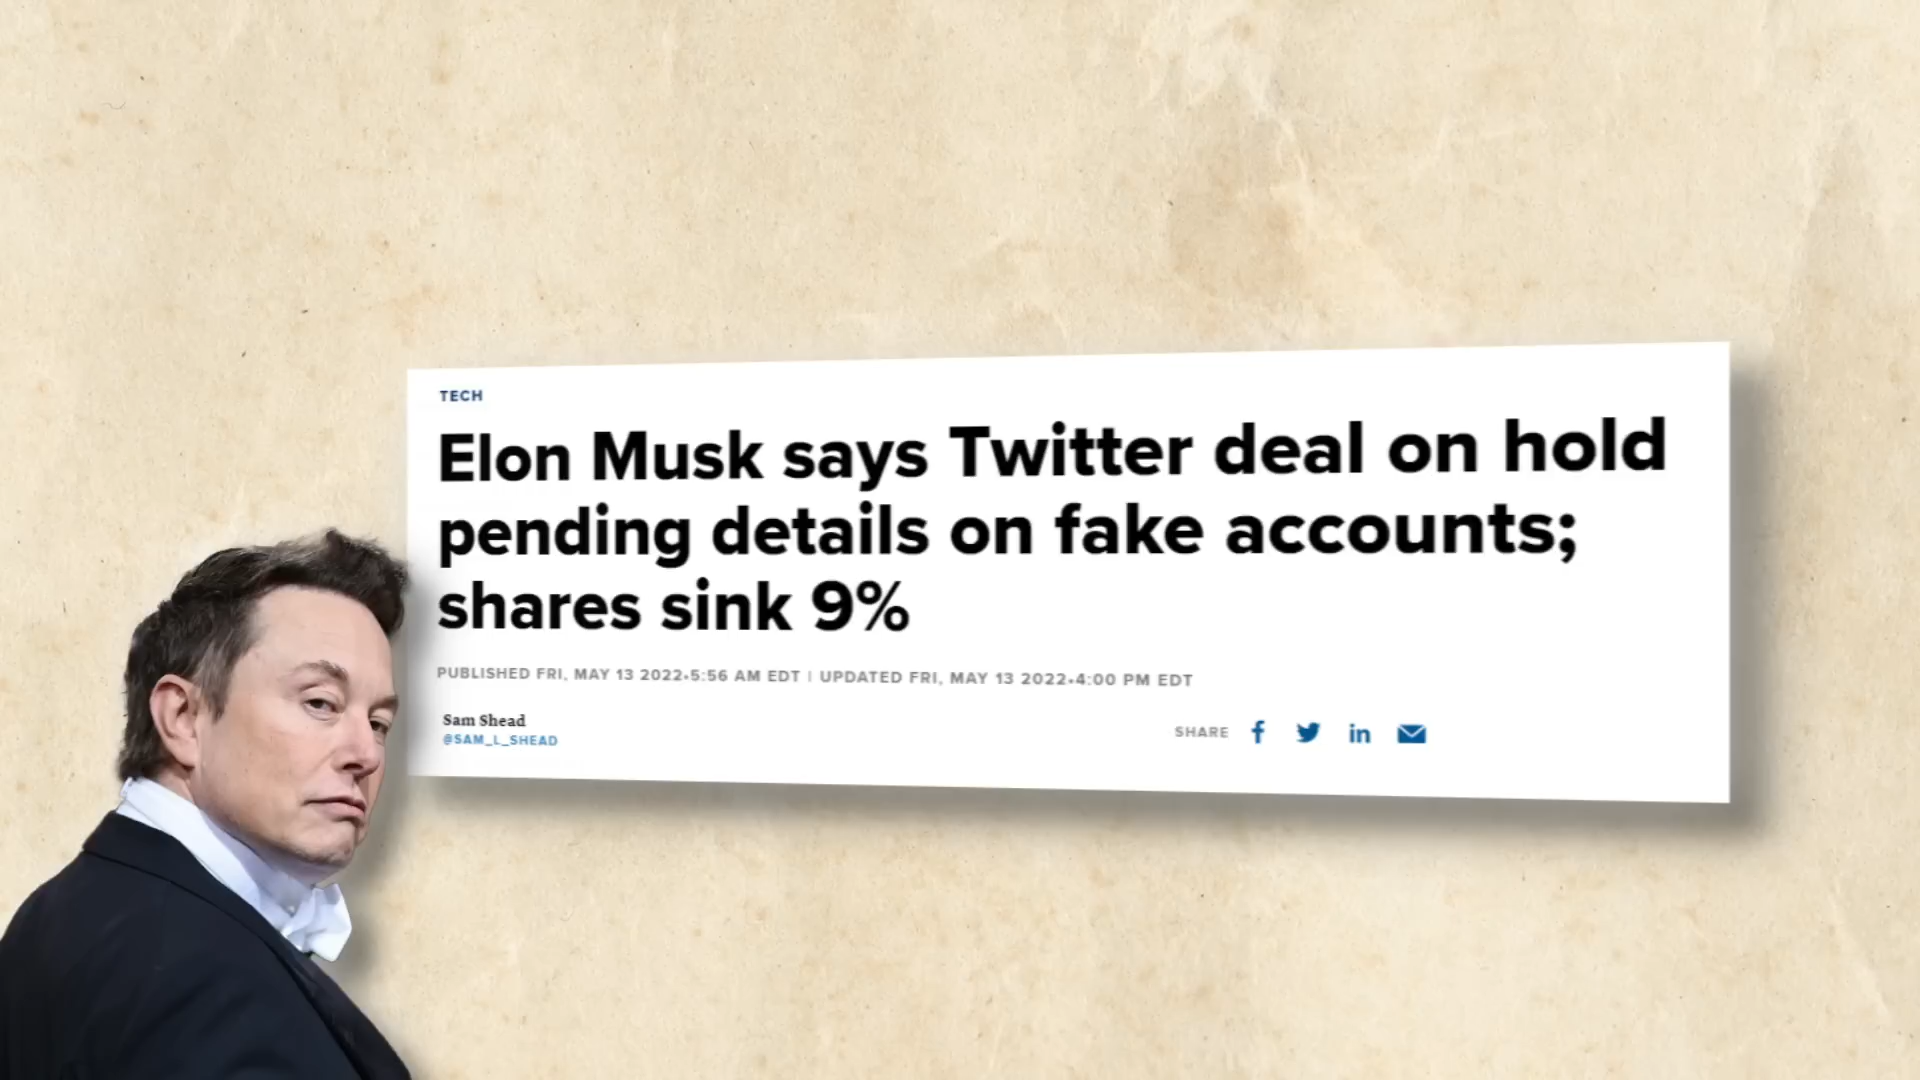 TECH
Elon Musk says Twitter deal on hold
pending details on fake accounts;
shares sink 9%
PUBLISHED FRI, MAY 13 2022•5:56 AM EDT | UPDATED FRI, MAY 13 2022•4:00 PM EDT
Sam Shead
@SAM_L_SHEAD
SHARE